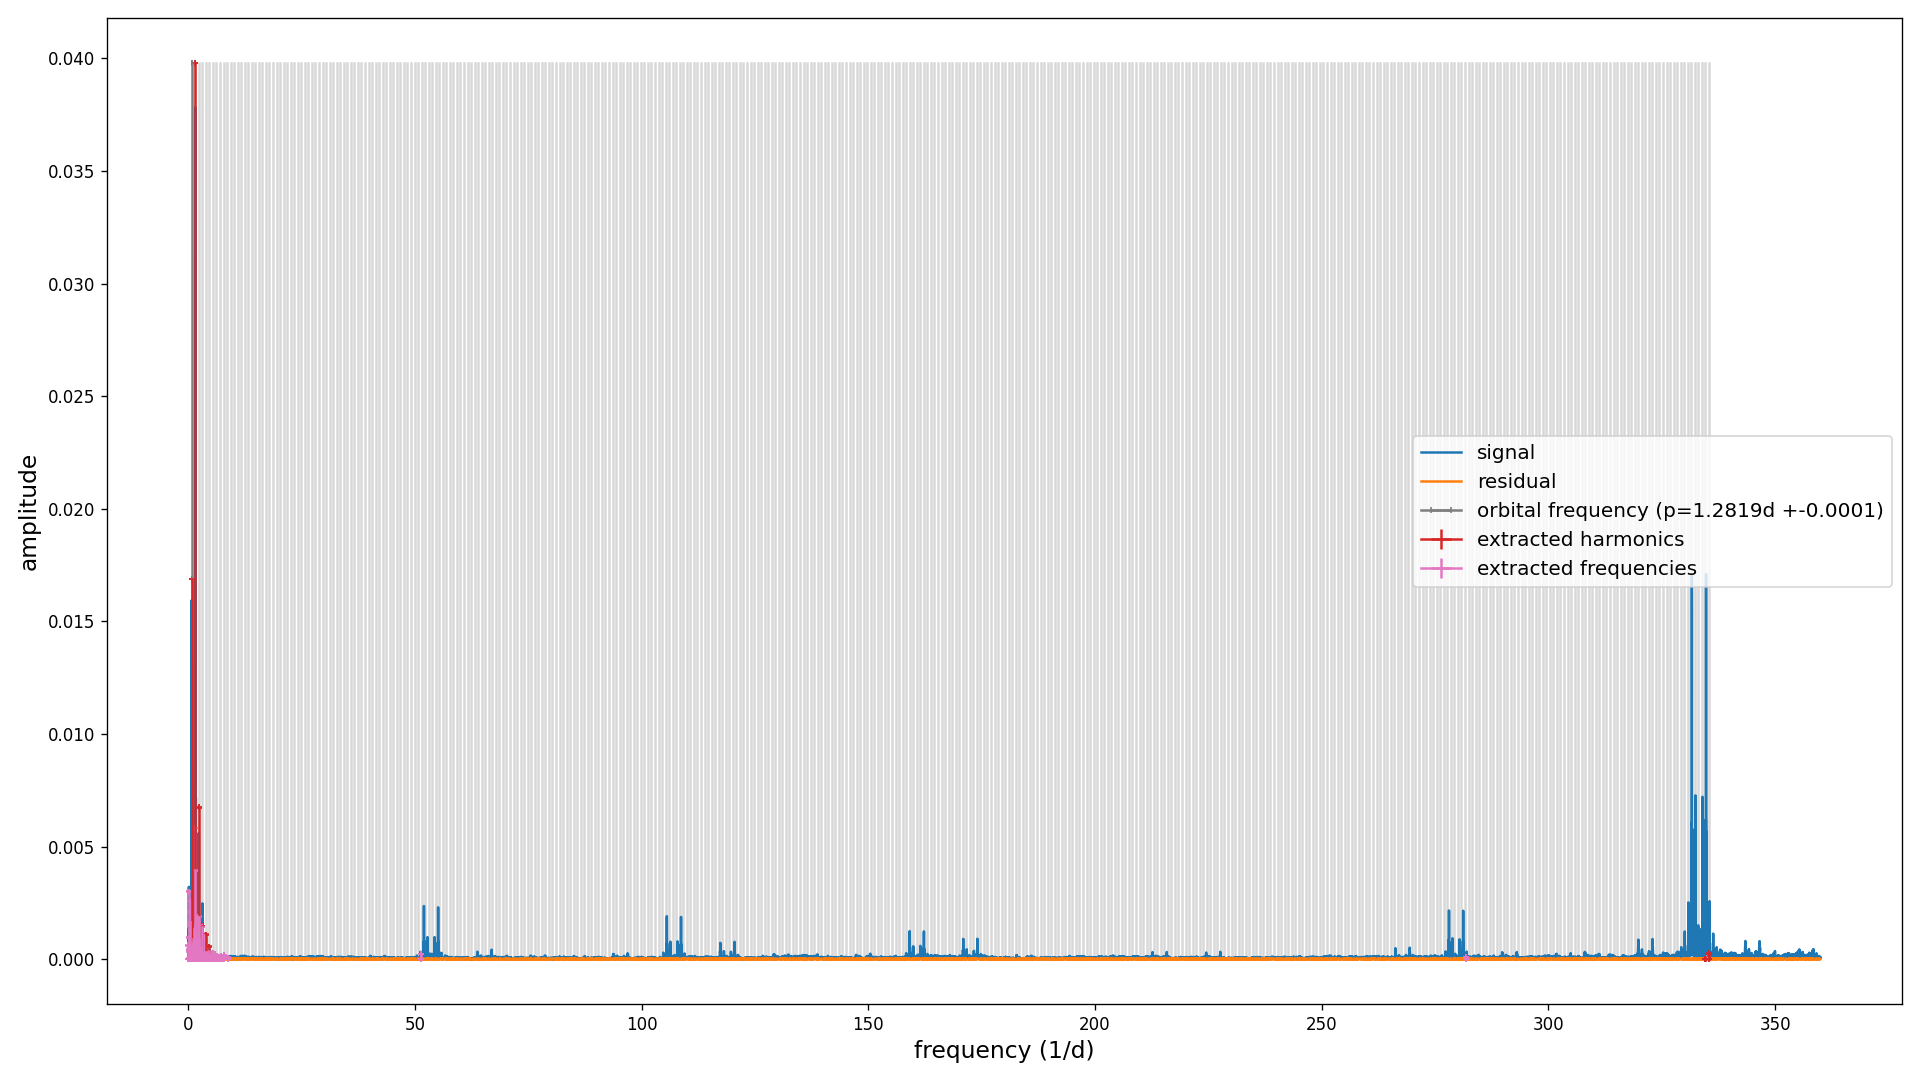 0.040
0.035
0.030
0.025
0.020
0.015
0.010
0.005
0.000
amplitude
signal
residual
orbital frequency (p=1.2819d +-0.0001)
extracted harmonics
extracted frequencies
0 50 100 150 200 250 300 350
frequency (1/d)